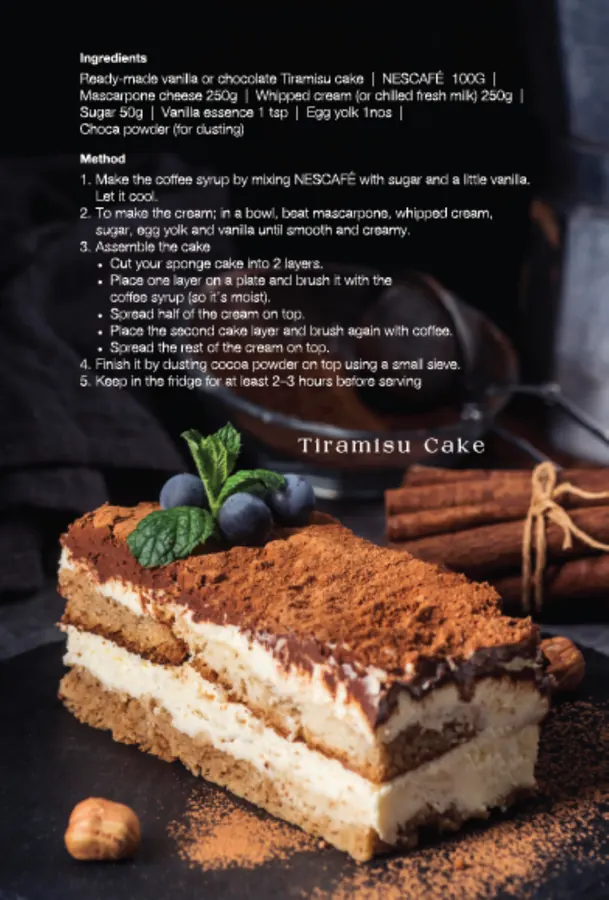 Ingredients
Ready-made vanilla or chocolate Tiramisu cake | NESCAFÉ 100G |
Mascarpone cheese 250g | Whipped cream (or chilled fresh milk) 250g |
Sugar 50g | Vanilla essence 1 tsp | Egg yolk 1nos |
Choca powder (for dusting)
Method
1. Make the coffee syrup by mixing NESCAFÉ with sugar and a little vanilla.
Let it cool.
2. To make the cream; in a bowl, beat mascarpone, whipped cream,
sugar, egg yolk and vanilla until smooth and creamy.
3. Assemble the cake
• Cut your sponge cake into 2 layers.
• Place one layer on a plate and brush it with the
coffee syrup (so it's moist).
• Spread half of the cream on top.
• Place the second cake layer and brush again with coffee.
• Spread the rest of the cream on top.
4. Finish it by dusting cocoa powder on top using a small sieve.
5. Keep in the fridge for at least 2–3 hours before serving
Tiramisu Cake